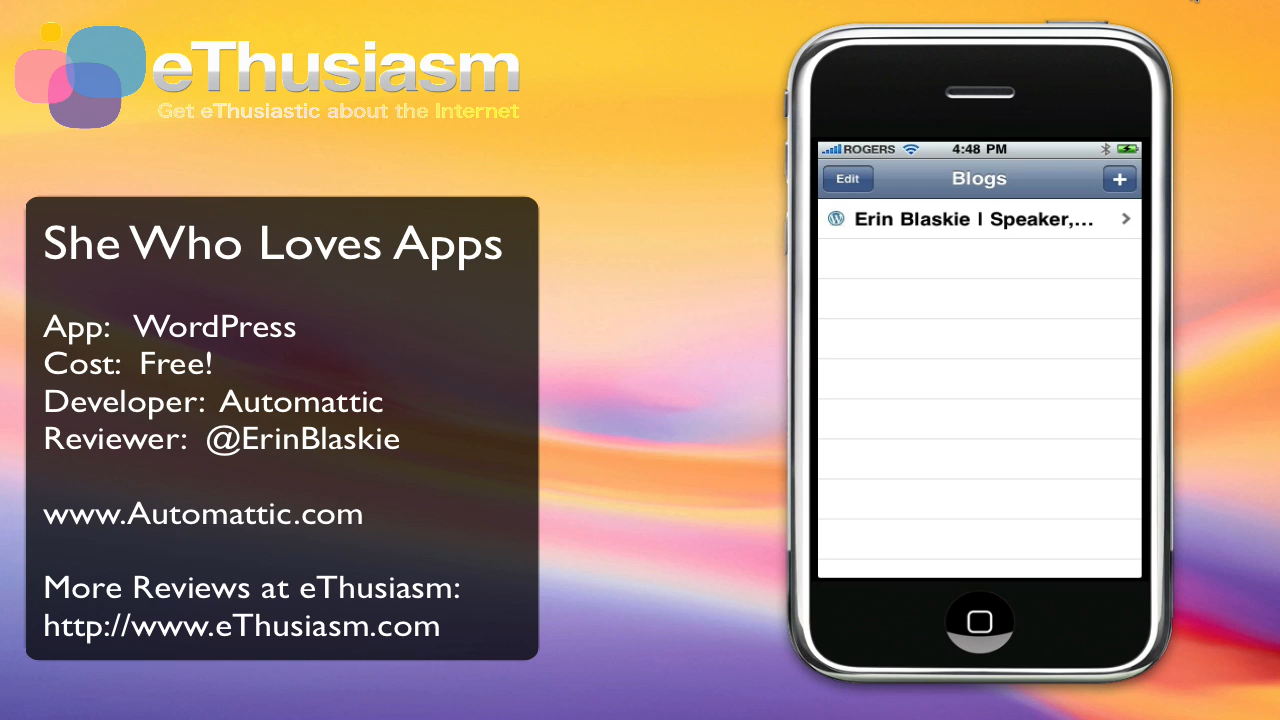 eThusiasm
Get eThusiastic about the Internet
She Who Loves Apps
App: WordPress
Cost: Free!
Developer: Automattic
Reviewer: @ErinBlaskie
www.Automattic.com
More Reviews at eThusiasm:
http://www.eThusiasm.com
ROGERS 4:48 PM
Edit Blogs +
Erin Blaskie | Speaker,...